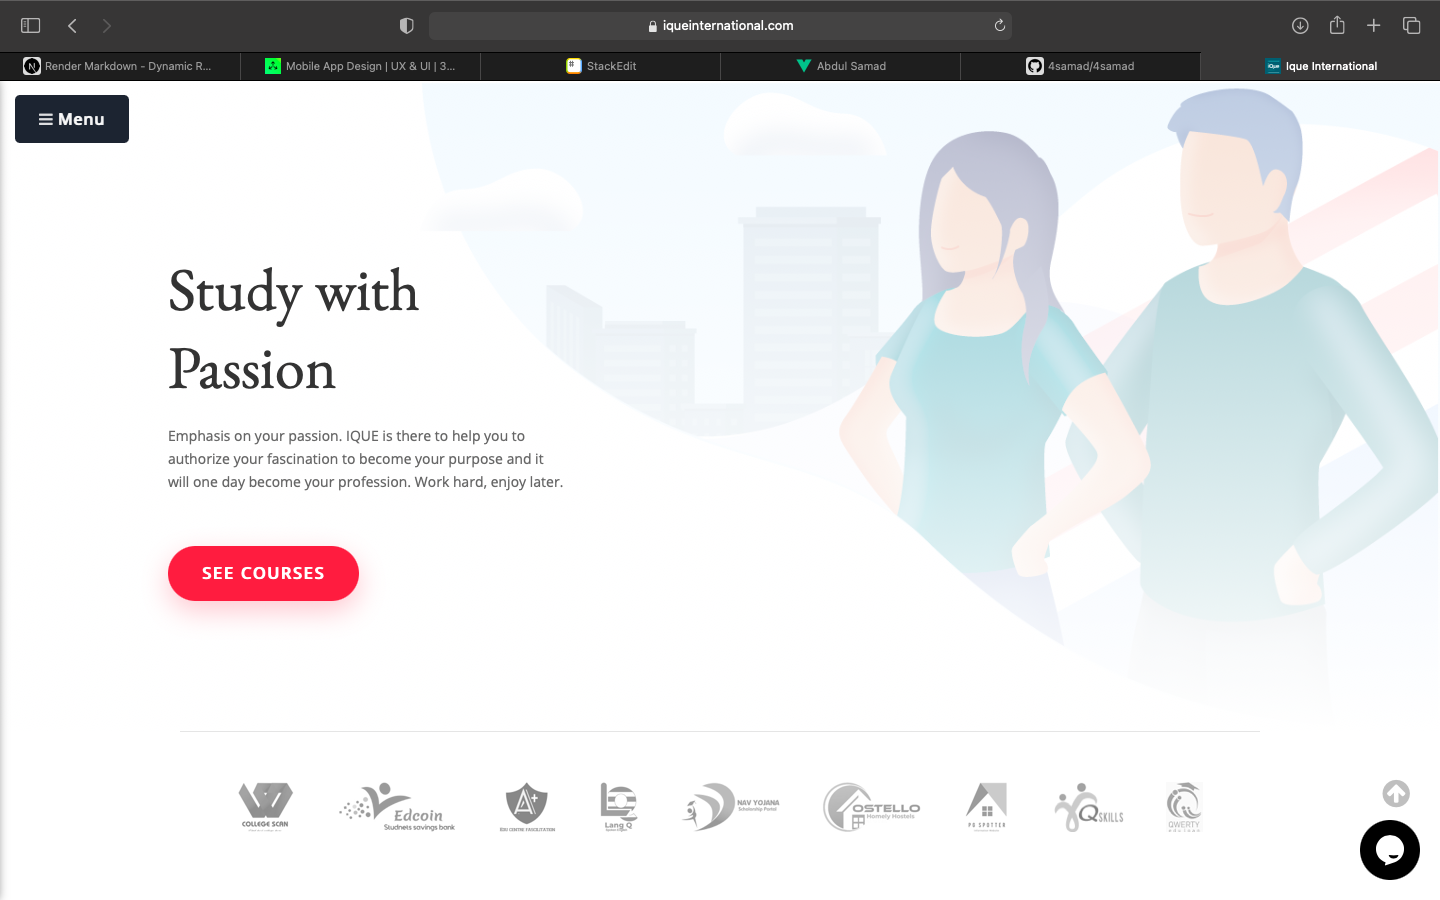 iqueinternational.com
Render Markdown - Dynamic R...
Mobile App Design | UX & UI | 3...
StackEdit
Abdul Samad
4samad/4samad
Ique International
Menu
Study with
Passion
Emphasis on your passion. IQUE is there to help you to
authorize your fascination to become your purpose and it
will one day become your profession. Work hard, enjoy later.
SEE COURSES
COLLEGE SCAN
Edcoin
Studness savings bank
A+
EDU CENTRE FASCILITATION
LQ
Lang Q
NAV YOJANA
Scholarship Portal
OSTELLO
Homely Hostels
PG SPOTTER
QSKILLS
QWERTY